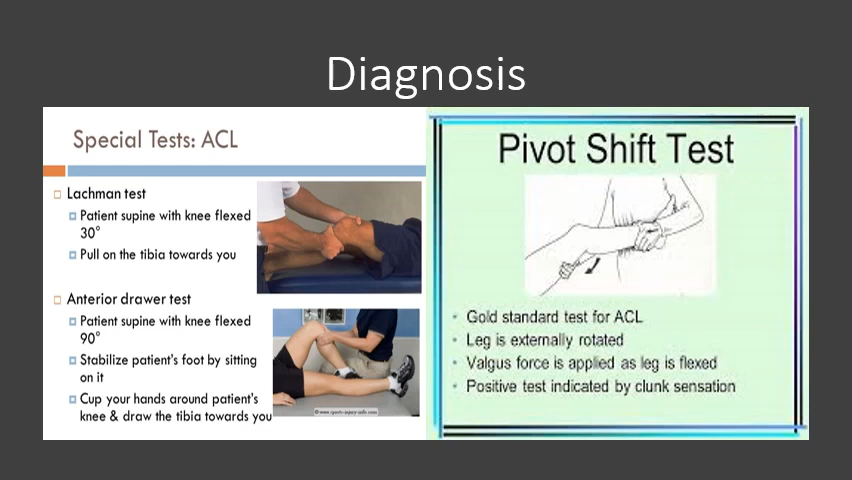 Diagnosis
Special Tests: ACL
Lachman test
Patient supine with knee flexed
30°
Pull on the tibia towards you
Anterior drawer test
Patient supine with knee flexed
90°
Stabilize patient's foot by sitting
on it
Cup your hands around patient's
knee & draw the tibia towards you
© www.sports-injury-info.com
Pivot Shift Test
Gold standard test for ACL
Leg is externally rotated
Valgus force is applied as leg is flexed
Positive test indicated by clunk sensation